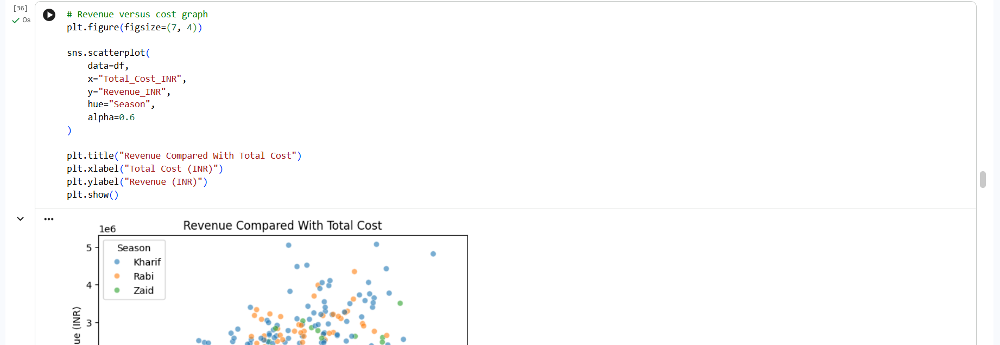 [36]
0s
# Revenue versus cost graph
plt.figure(figsize=(7, 4))
sns.scatterplot(
    data=df,
    x="Total_Cost_INR",
    y="Revenue_INR",
    hue="Season",
    alpha=0.6
)
plt.title("Revenue Compared With Total Cost")
plt.xlabel("Total Cost (INR)")
plt.ylabel("Revenue (INR)")
plt.show()
Revenue Compared With Total Cost
1e6
5
Season
Kharif
Rabi
Zaid
4
3
ue (INR)